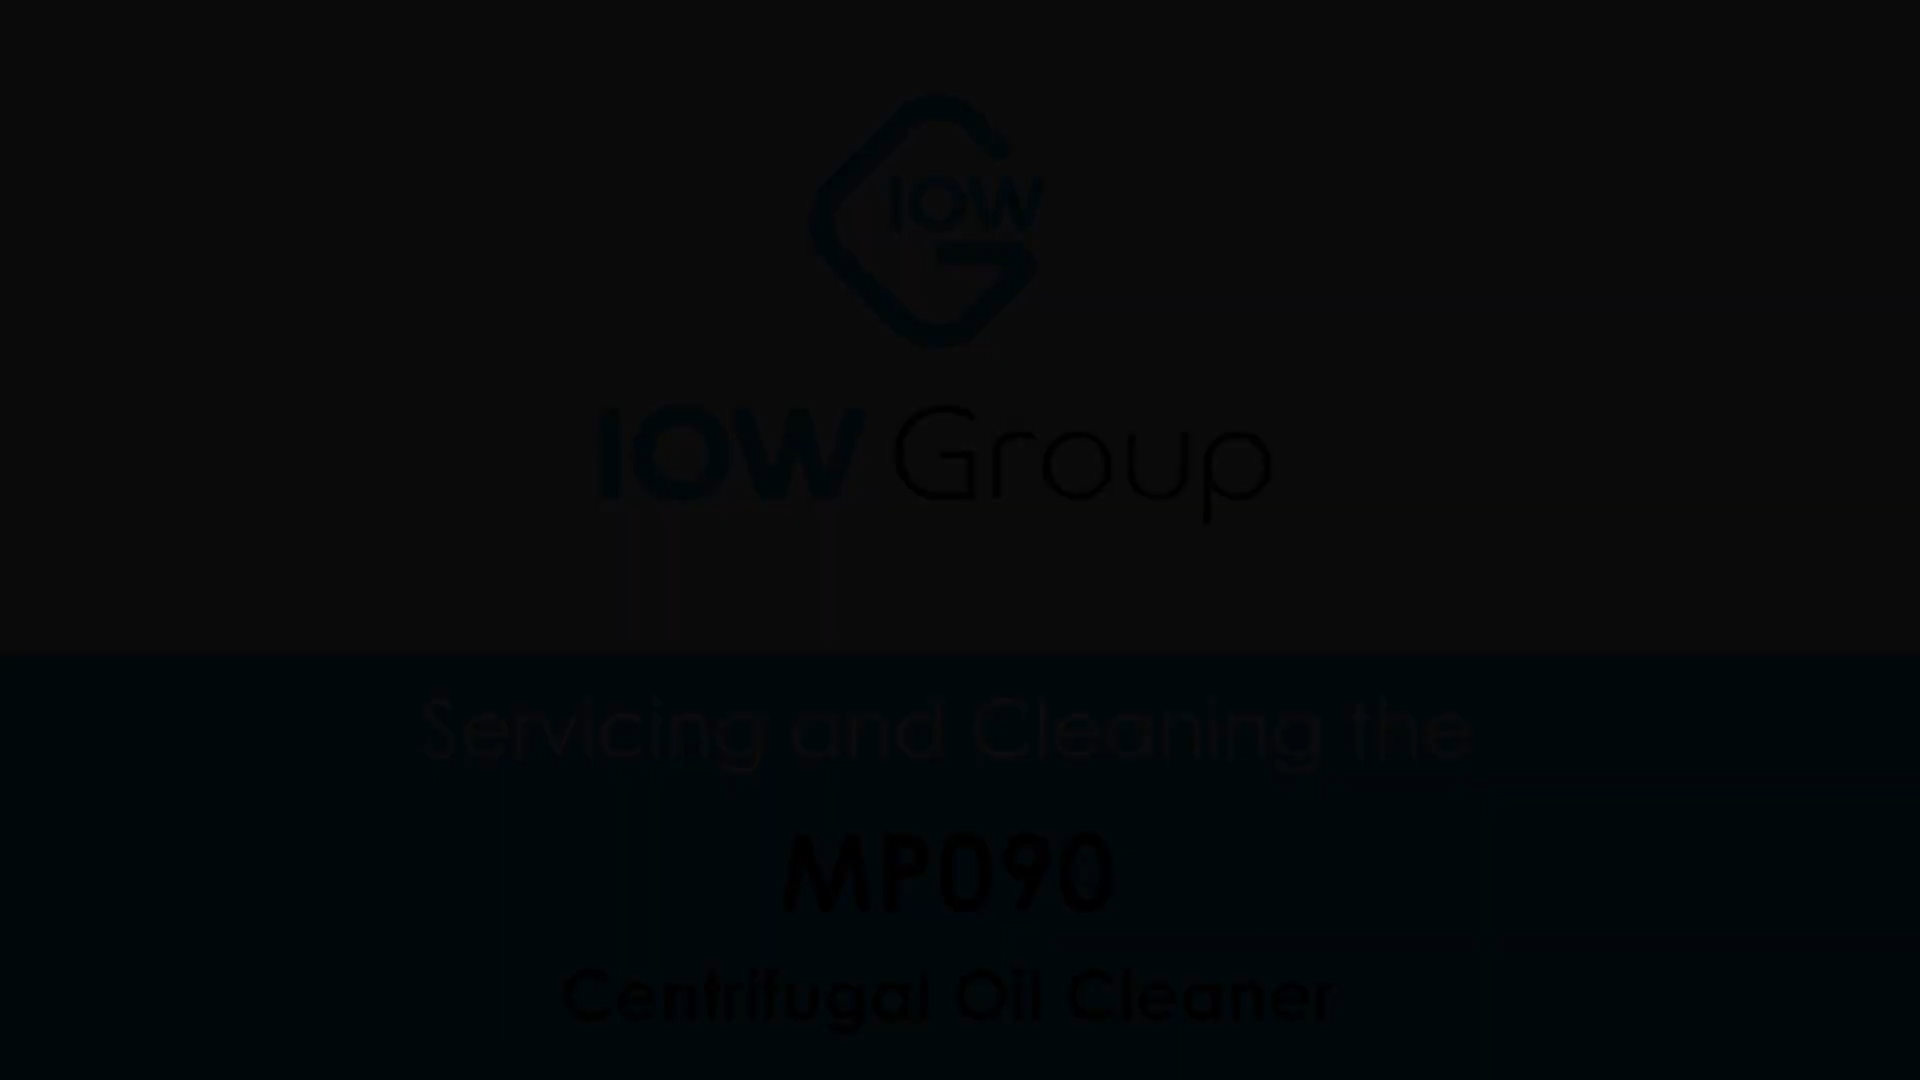 IOW
IOW Group
Servicing and Cleaning the
MP090
Centrifugal Oil Cleaner